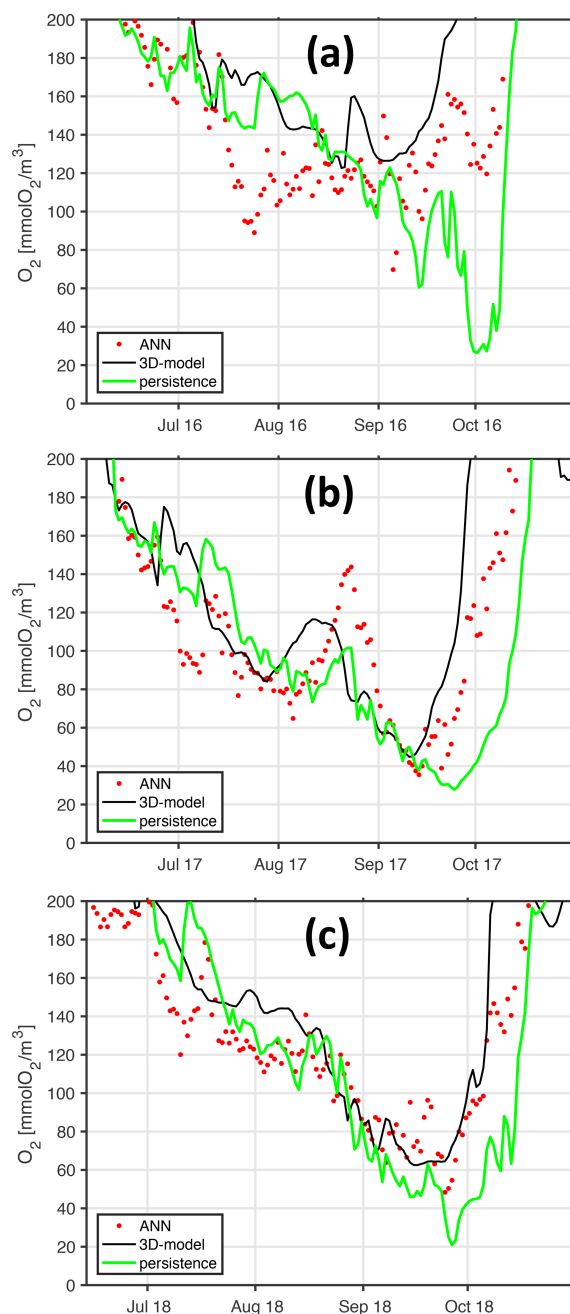 (a)
200
180
160
140
120
100
80
60
40
20
0
O2 [mmolO2/m3]
ANN
3D-model
persistence
Jul 16 Aug 16 Sep 16 Oct 16
(b)
200
180
160
140
120
100
80
60
40
20
0
O2 [mmolO2/m3]
ANN
3D-model
persistence
Jul 17 Aug 17 Sep 17 Oct 17
(c)
200
180
160
140
120
100
80
60
40
20
0
O2 [mmolO2/m3]
ANN
3D-model
persistence
Jul 18 Aug 18 Sep 18 Oct 18